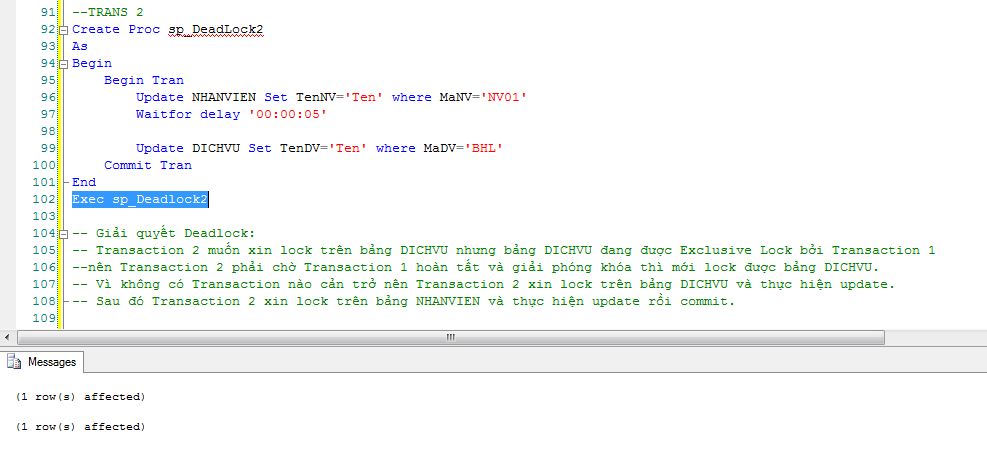 91 --TRANS 2
92 Create Proc sp_DeadLock2
93 As
94 Begin
95 Begin Tran
96 Update NHANVIEN Set TenNV='Ten' where MaNV='NV01'
97 Waitfor delay '00:00:05'
98
99 Update DICHVU Set TenDV='Ten' where MaDV='BHL'
100 Commit Tran
101 End
102 Exec sp_Deadlock2
103
104 -- Giải quyết Deadlock:
105 -- Transaction 2 muốn xin lock trên bảng DICHVU nhưng bảng DICHVU đang được Exclusive Lock bởi Transaction 1
106 --nên Transaction 2 phải chờ Transaction 1 hoàn tất và giải phóng khóa thì mới lock được bảng DICHVU.
107 -- Vì không có Transaction nào cản trở nên Transaction 2 xin lock trên bảng DICHVU và thực hiện update.
108 -- Sau đó Transaction 2 xin lock trên bảng NHANVIEN và thực hiện update rồi commit.
109
Messages
(1 row(s) affected)
(1 row(s) affected)